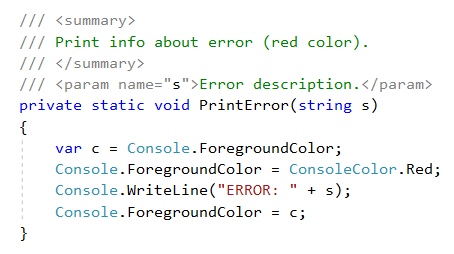 /// <summary>
/// Print info about error (red color).
/// </summary>
/// <param name="s">Error description.</param>
private static void PrintError(string s)
{
    var c = Console.ForegroundColor;
    Console.ForegroundColor = ConsoleColor.Red;
    Console.WriteLine("ERROR: " + s);
    Console.ForegroundColor = c;
}